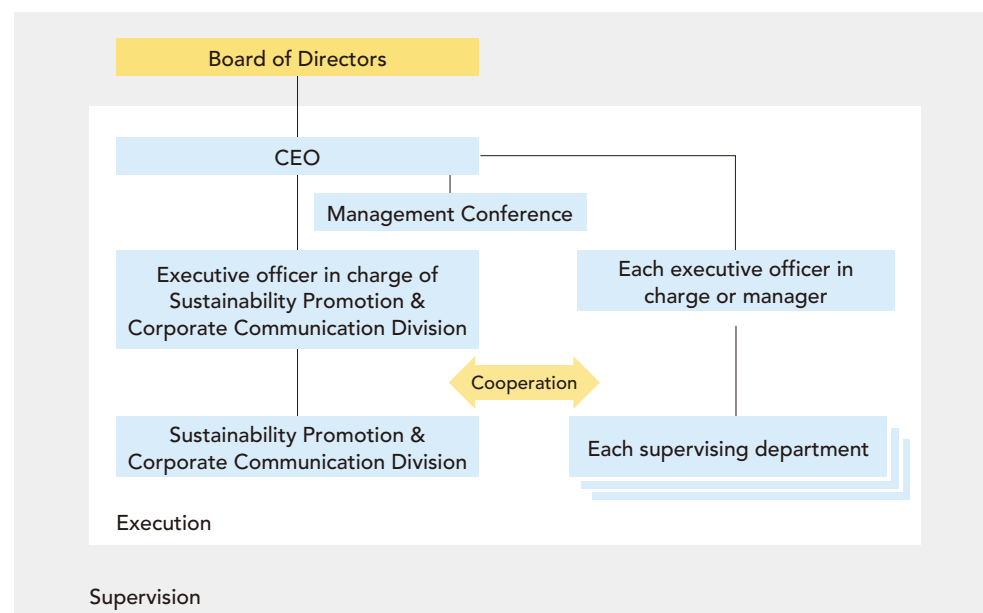 Board of Directors
CEO
Management Conference
Executive officer in charge of
Sustainability Promotion &
Corporate Communication Division
Each executive officer in
charge or manager
Cooperation
Sustainability Promotion &
Corporate Communication Division
Each supervising department
Execution
Supervision